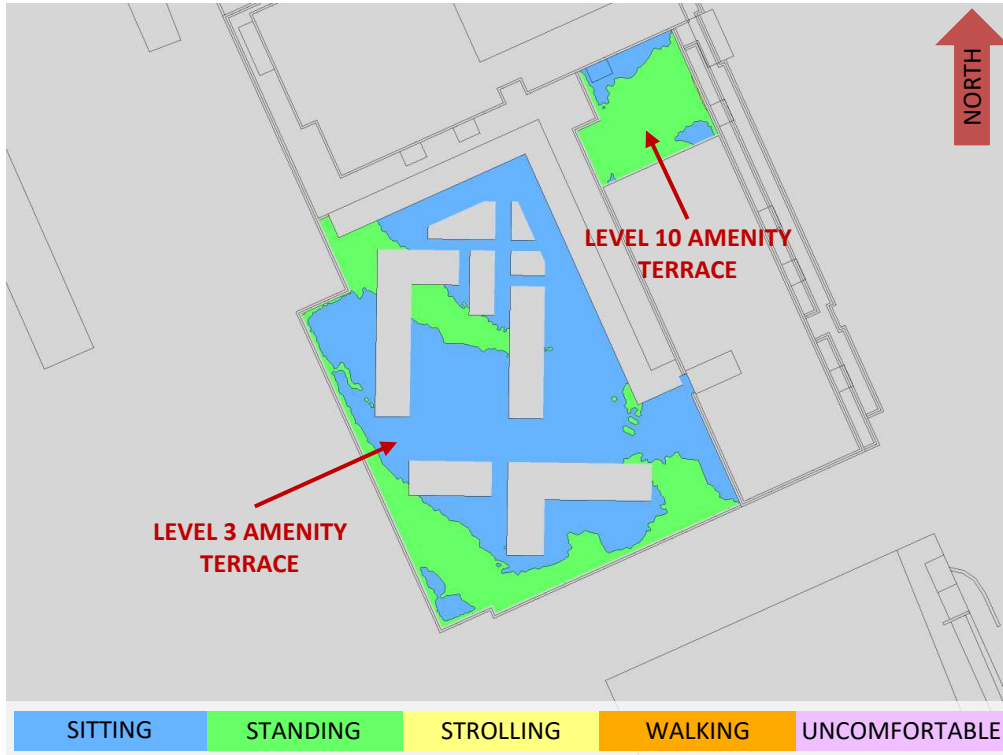 NORTH
LEVEL 10 AMENITY
TERRACE
LEVEL 3 AMENITY
TERRACE
SITTING
STANDING
STROLLING
WALKING
UNCOMFORTABLE